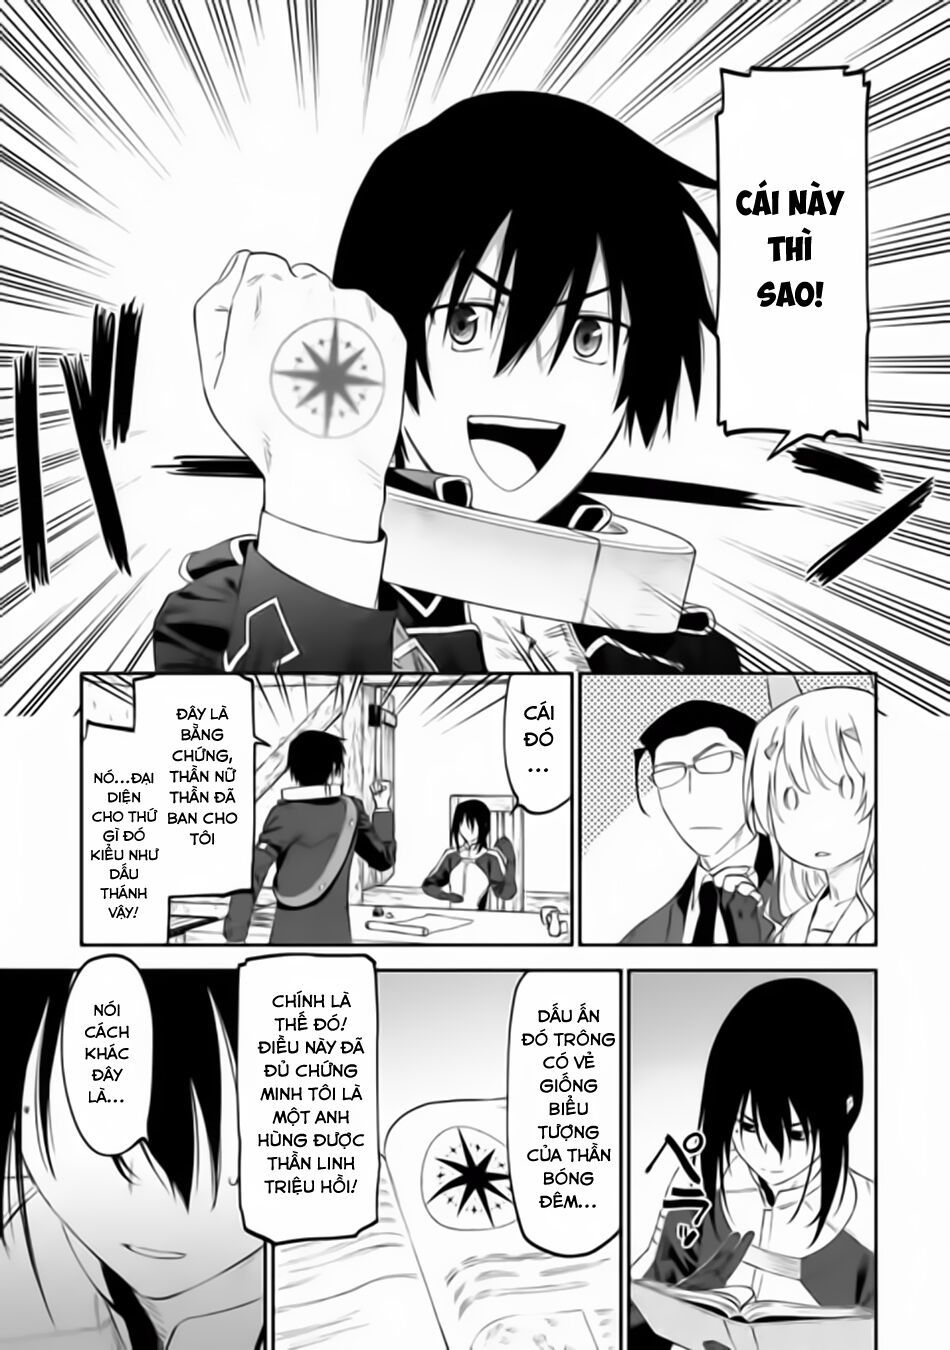 CÁI NÀY
THÌ
SAO!
CÁI
ĐÓ
...
ĐÂY LÀ
BẰNG
CHỨNG,
THẦN NỮ
THẦN ĐÃ
BAN CHO
TÔI
NÓ...ĐẠI
DIỆN
CHO THỨ
GÌ ĐÓ
KIỂU NHƯ
DẤU
THÁNH
VẬY!
ペラッ
DẤU ẤN
ĐÓ TRÔNG
CÓ VẺ
GIỐNG
BIỂU
TƯỢNG
CỦA THẦN
BÓNG
ĐÊM...
CHÍNH LÀ
THẾ ĐÓ!
ĐIỀU NÀY ĐÃ
ĐỦ CHỨNG
MINH TÔI LÀ
MỘT ANH
HÙNG ĐƯỢC
THẦN LINH
TRIỆU HỒI!
NÓI
CÁCH
KHÁC
ĐÂY
LÀ...